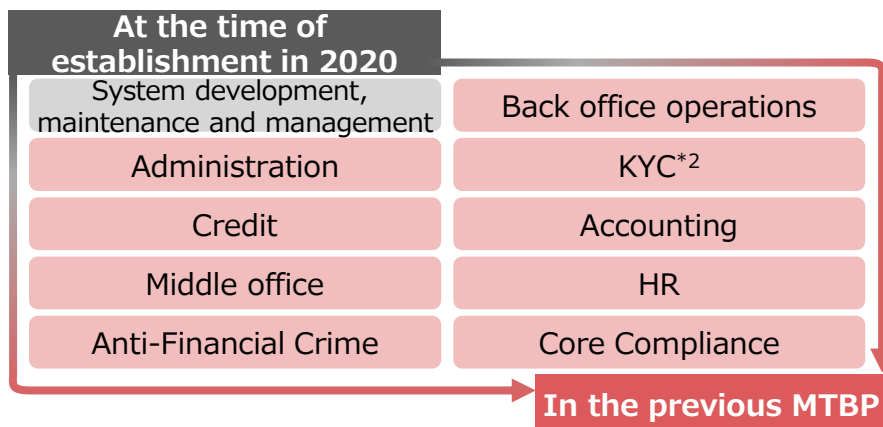 At the time of
establishment in 2020
System development,
maintenance and management
Back office operations
Administration
KYC*2
Credit
Accounting
Middle office
HR
Anti-Financial Crime
Core Compliance
In the previous MTBP